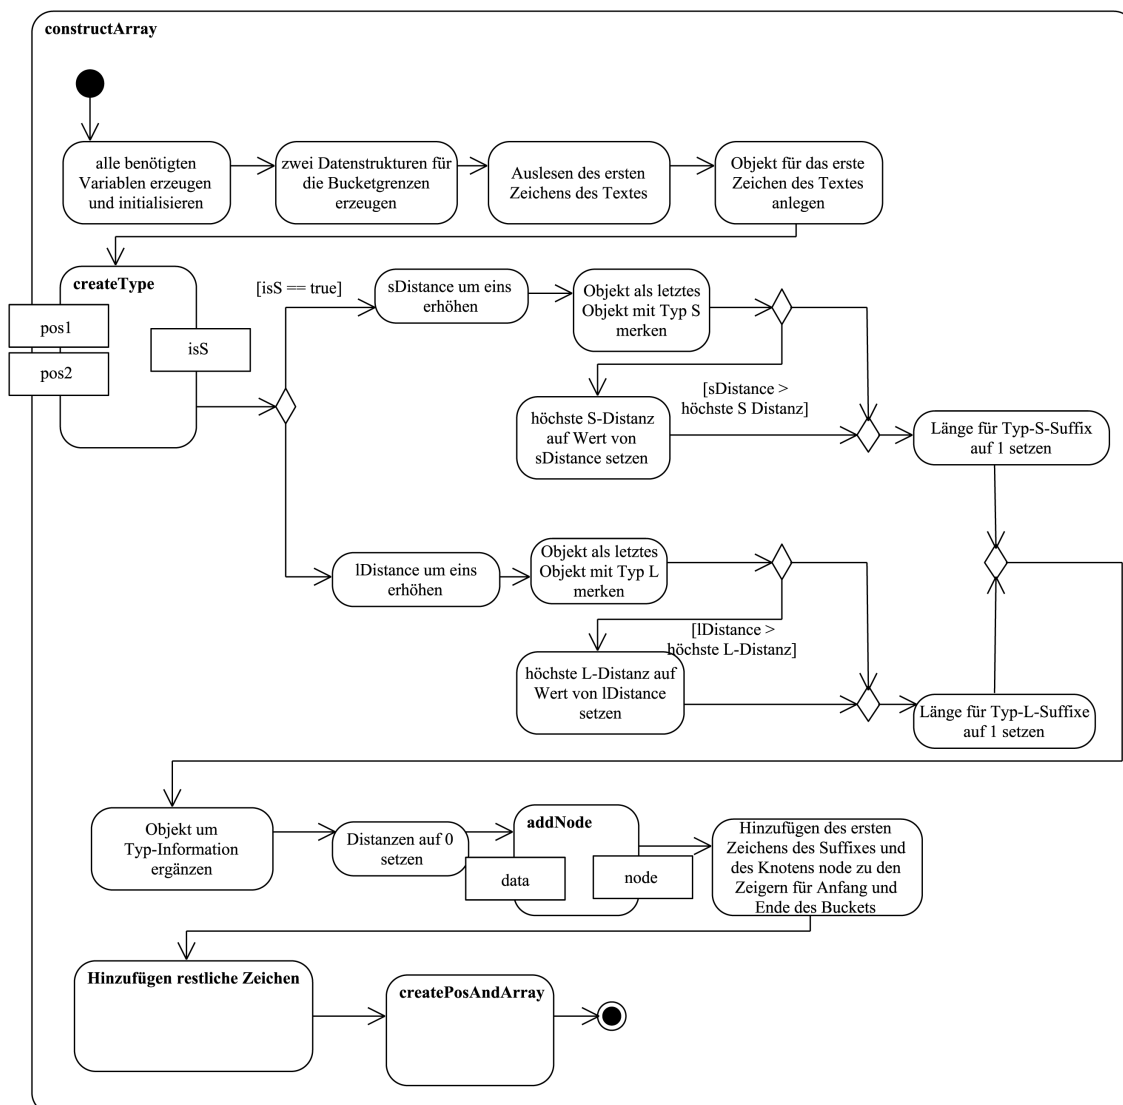 constructArray
alle benötigten
Variablen erzeugen
und initialisieren
zwei Datenstrukturen für
die Bucketgrenzen
erzeugen
Auslesen des ersten
Zeichens des Textes
Objekt für das erste
Zeichen des Textes
anlegen
createType
pos1
pos2
isS
[isS == true]
sDistance um eins
erhöhen
Objekt als letztes
Objekt mit Typ S
merken
[sDistance >
höchste S Distanz]
höchste S-Distanz
auf Wert von
sDistance setzen
Länge für Typ-S-Suffix
auf 1 setzen
lDistance um eins
erhöhen
Objekt als letztes
Objekt mit Typ L
merken
[lDistance >
höchste L-Distanz]
höchste L-Distanz auf
Wert von lDistance
setzen
Länge für Typ-L-Suffixe
auf 1 setzen
Objekt um
Typ-Information
ergänzen
Distanzen auf 0
setzen
addNode
data
node
Hinzufügen des ersten
Zeichens des Suffixes und
des Knotens node zu den
Zeigern für Anfang und
Ende des Buckets
Hinzufügen restliche Zeichen
createPosAndArray